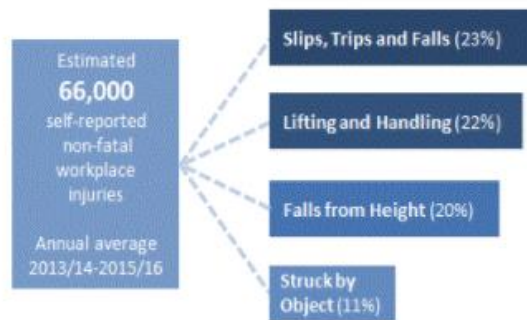 Estimated
66,000
self-reported
non-fatal
workplace
injuries
Annual average
2013/14-2015/16
Slips, Trips and Falls (23%)
Lifting and Handling (22%)
Falls from Height (20%)
Struck by
Object (11%)